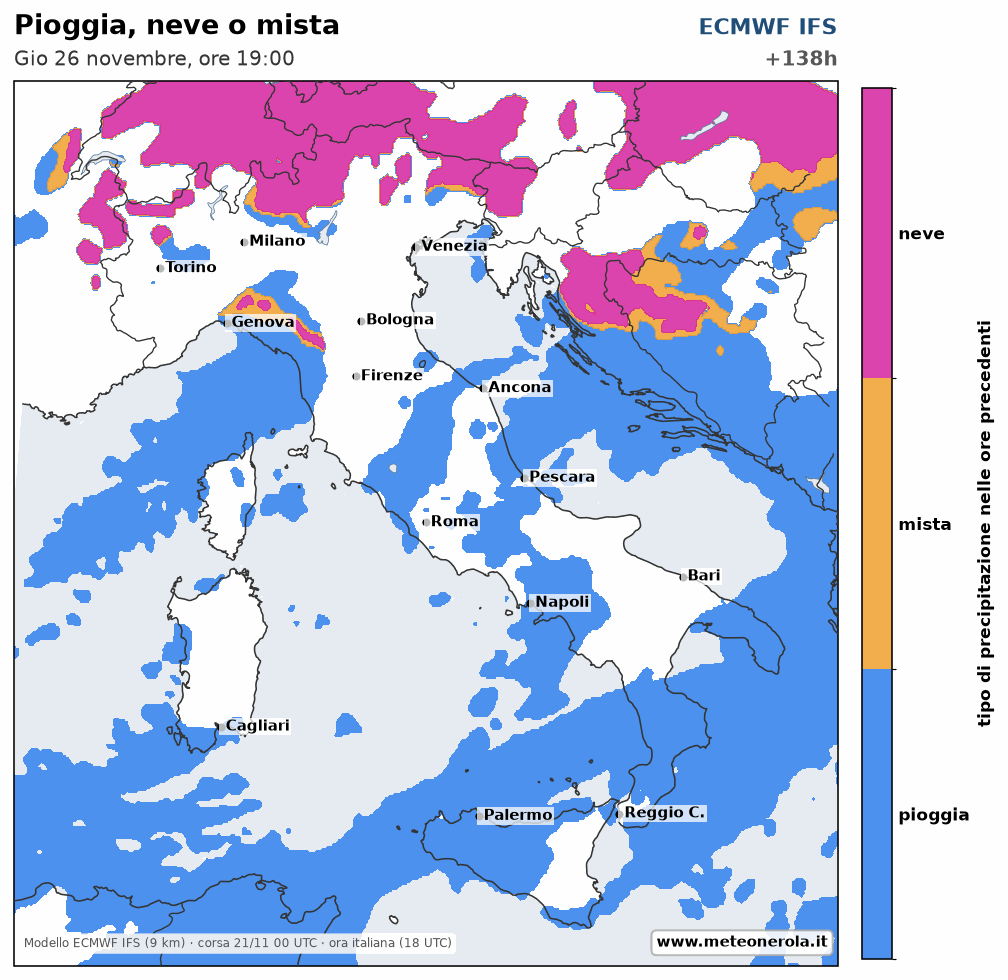 Pioggia, neve o mista
ECMWF IFS
Gio 26 novembre, ore 19:00
+138h
neve
mista
pioggia
tipo di precipitazione nelle ore precedenti
Milano
Venezia
Torino
Genova
Bologna
Firenze
Ancona
Pescara
Roma
Bari
Napoli
Cagliari
Palermo
Reggio C.
Modello ECMWF IFS (9 km) · corsa 21/11 00 UTC · ora italiana (18 UTC)
www.meteonerola.it